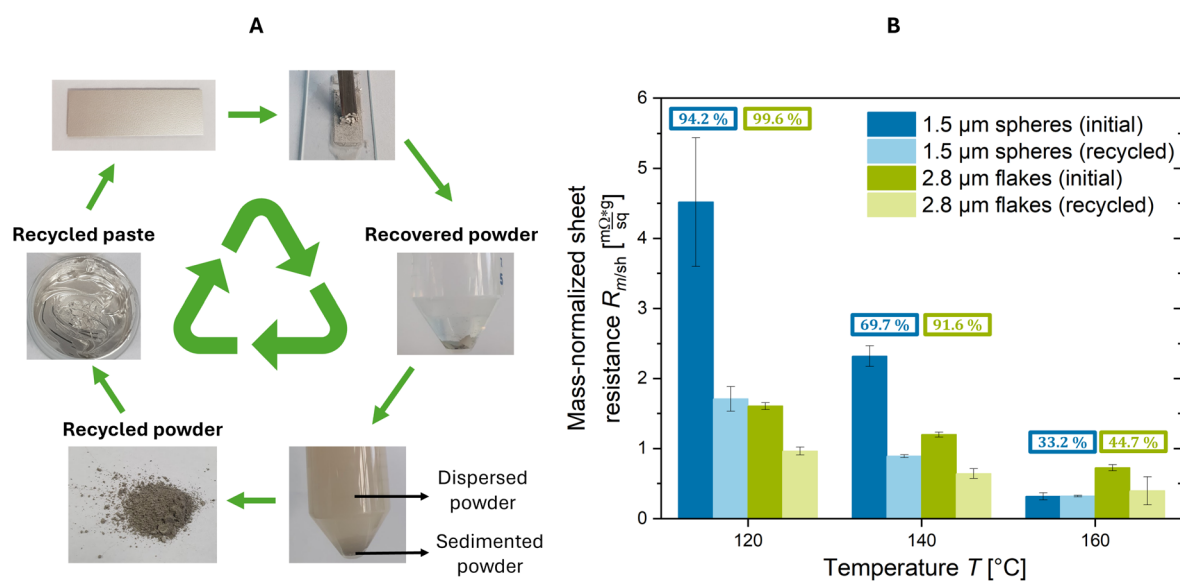 A
Recycled paste
Recovered powder
Recycled powder
Dispersed
powder
Sedimented
powder
B
Mass-normalized sheet
resistance R_{m/sh} [mΩ*g/sq]
6
5
4
3
2
1
0
94.2 %
99.6 %
1.5 µm spheres (initial)
1.5 µm spheres (recycled)
2.8 µm flakes (initial)
2.8 µm flakes (recycled)
69.7 %
91.6 %
33.2 %
44.7 %
120
140
160
Temperature T [°C]